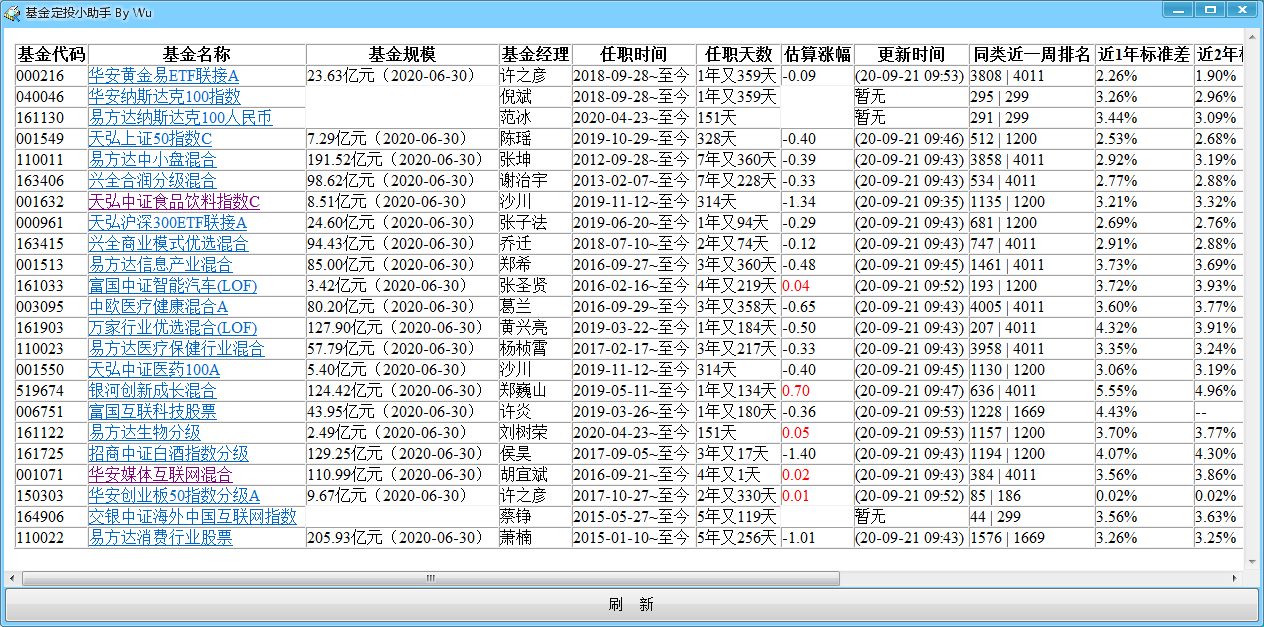 基金定投小助手 By Wu
基金代码 基金名称 基金规模 基金经理 任职时间 任职天数 估算涨幅 更新时间 同类近一周排名 近1年标准差 近2年
000216 华安黄金易ETF联接A 23.63亿元（2020-06-30） 许之彦 2018-09-28~至今 1年又359天 -0.09 (20-09-21 09:53) 3808 | 4011 2.26% 1.90%
040046 华安纳斯达克100指数 倪斌 2018-09-28~至今 1年又359天 暂无 295 | 299 3.26% 2.96%
161130 易方达纳斯达克100人民币 范冰 2020-04-23~至今 151天 暂无 291 | 299 3.44% 3.09%
001549 天弘上证50指数C 7.29亿元（2020-06-30） 陈瑶 2019-10-29~至今 328天 -0.40 (20-09-21 09:46) 512 | 1200 2.53% 2.68%
110011 易方达中小盘混合 191.52亿元（2020-06-30） 张坤 2012-09-28~至今 7年又360天 -0.39 (20-09-21 09:43) 3858 | 4011 2.92% 3.19%
163406 兴全合润分级混合 98.62亿元（2020-06-30） 谢治宇 2013-02-07~至今 7年又228天 -0.33 (20-09-21 09:43) 534 | 4011 2.77% 2.88%
001632 天弘中证食品饮料指数C 8.51亿元（2020-06-30） 沙川 2019-11-12~至今 314天 -1.34 (20-09-21 09:35) 1135 | 1200 3.21% 3.32%
000961 天弘沪深300ETF联接A 24.60亿元（2020-06-30） 张子法 2019-06-20~至今 1年又94天 -0.29 (20-09-21 09:43) 681 | 1200 2.69% 2.76%
163415 兴全商业模式优选混合 94.43亿元（2020-06-30） 乔迁 2018-07-10~至今 2年又74天 -0.12 (20-09-21 09:43) 747 | 4011 2.91% 2.88%
001513 易方达信息产业混合 85.00亿元（2020-06-30） 郑希 2016-09-27~至今 3年又360天 -0.48 (20-09-21 09:45) 1461 | 4011 3.73% 3.69%
161033 富国中证智能汽车(LOF) 3.42亿元（2020-06-30） 张圣贤 2016-02-16~至今 4年又219天 0.04 (20-09-21 09:52) 193 | 1200 3.72% 3.93%
003095 中欧医疗健康混合A 80.20亿元（2020-06-30） 葛兰 2016-09-29~至今 3年又358天 -0.65 (20-09-21 09:43) 4005 | 4011 3.60% 3.77%
161903 万家行业优选混合(LOF) 127.90亿元（2020-06-30） 黄兴亮 2019-03-22~至今 1年又184天 -0.50 (20-09-21 09:43) 207 | 4011 4.32% 3.91%
110023 易方达医疗保健行业混合 57.79亿元（2020-06-30） 杨桢霄 2017-02-17~至今 3年又217天 -0.33 (20-09-21 09:43) 3958 | 4011 3.35% 3.24%
001550 天弘中证医药100A 5.40亿元（2020-06-30） 沙川 2019-11-12~至今 314天 -0.40 (20-09-21 09:45) 1130 | 1200 3.06% 3.19%
519674 银河创新成长混合 124.42亿元（2020-06-30） 郑巍山 2019-05-11~至今 1年又134天 0.70 (20-09-21 09:47) 636 | 4011 5.55% 4.96%
006751 富国互联科技股票 43.95亿元（2020-06-30） 许炎 2019-03-26~至今 1年又180天 -0.36 (20-09-21 09:53) 1228 | 1669 4.43% --
161122 易方达生物分级 2.49亿元（2020-06-30） 刘树荣 2020-04-23~至今 151天 0.05 (20-09-21 09:53) 1157 | 1200 3.70% 3.77%
161725 招商中证白酒指数分级 129.25亿元（2020-06-30） 侯昊 2017-09-05~至今 3年又17天 -1.40 (20-09-21 09:43) 1194 | 1200 4.07% 4.30%
001071 华安媒体互联网混合 110.99亿元（2020-06-30） 胡宜斌 2016-09-21~至今 4年又1天 0.02 (20-09-21 09:43) 384 | 4011 3.56% 3.86%
150303 华安创业板50指数分级A 9.67亿元（2020-06-30） 许之彦 2017-10-27~至今 2年又330天 0.01 (20-09-21 09:52) 85 | 186 0.02% 0.02%
164906 交银中证海外中国互联网指数 蔡铮 2015-05-27~至今 5年又119天 暂无 44 | 299 3.56% 3.63%
110022 易方达消费行业股票 205.93亿元（2020-06-30） 萧楠 2015-01-10~至今 5年又256天 -1.01 (20-09-21 09:43) 1576 | 1669 3.26% 3.25%
刷 新